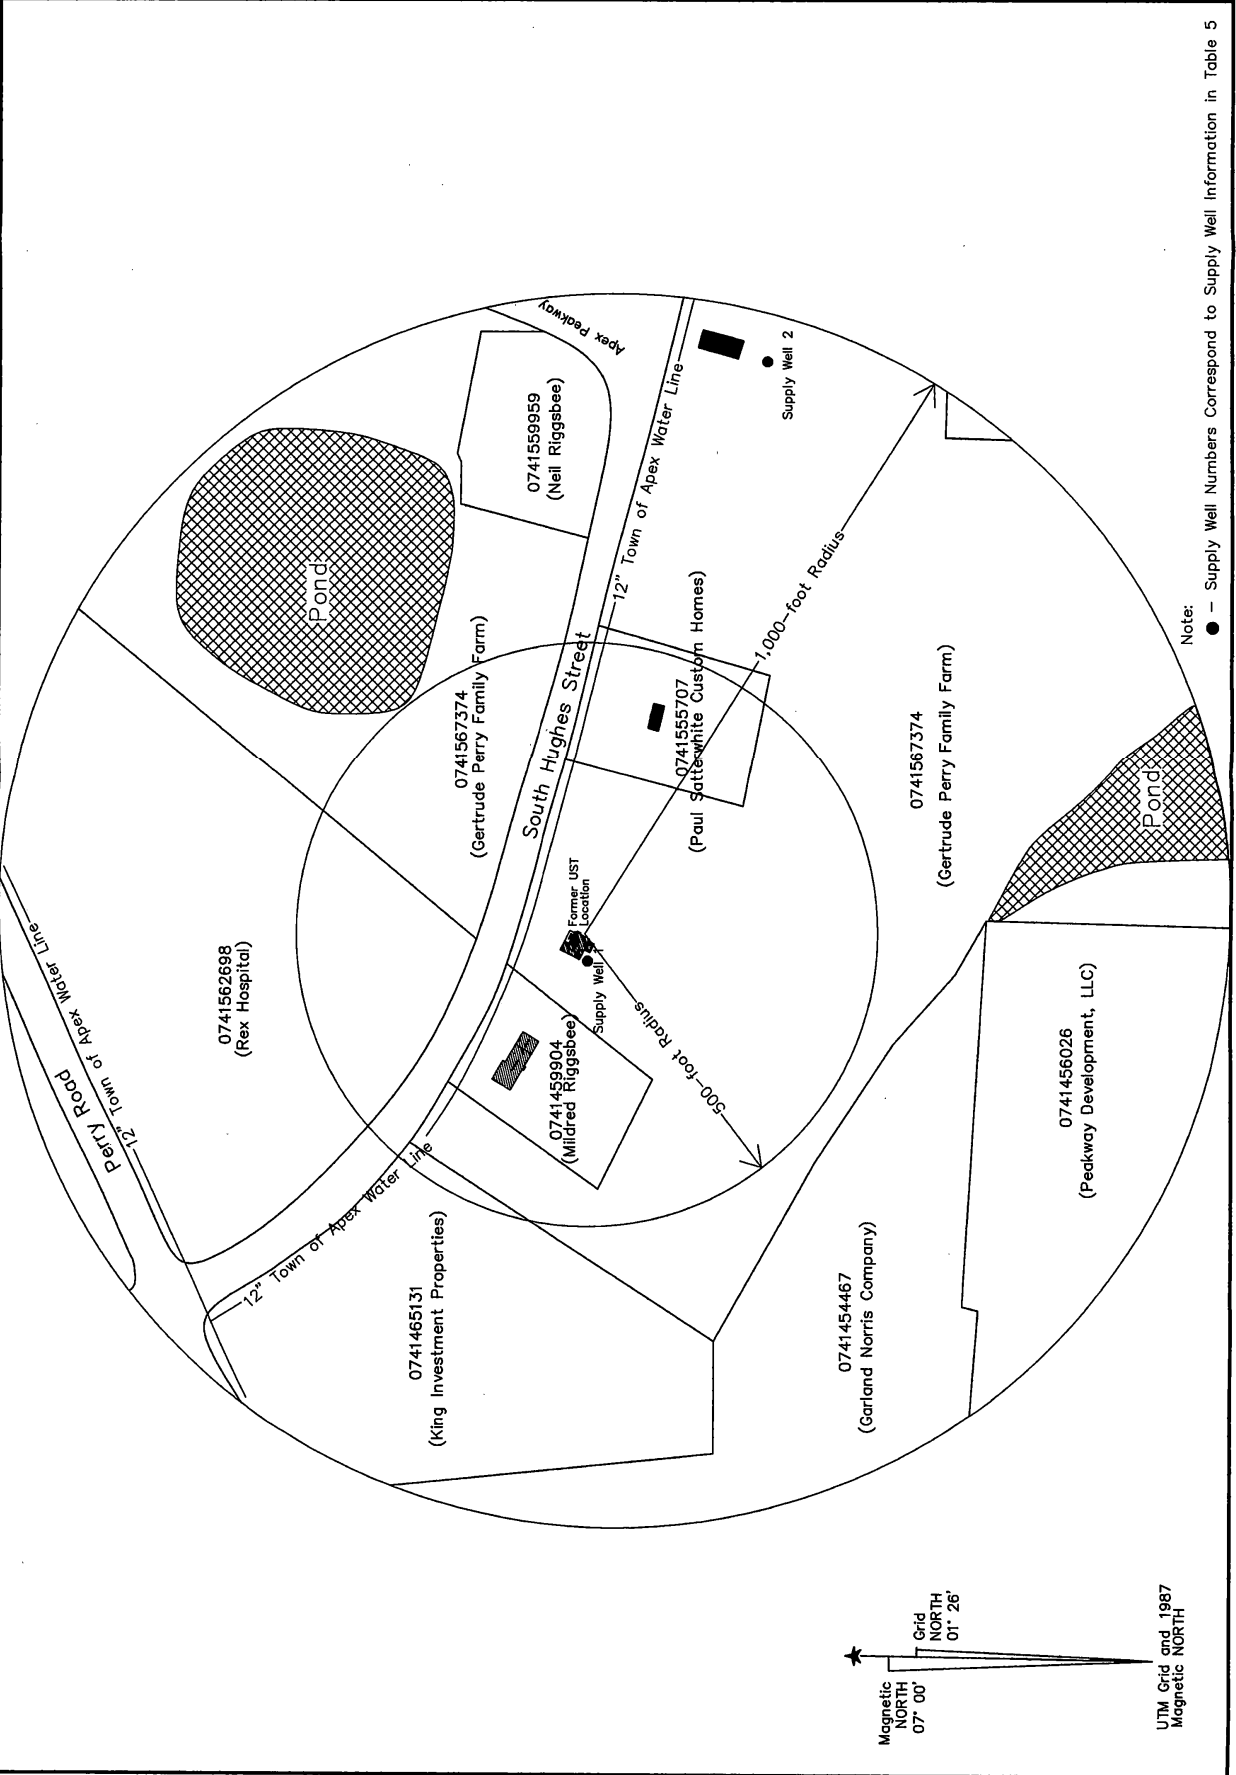 Perry Road
12" Town of Apex Water Line
12" Town of Apex Water Line
0741562698
(Rex Hospital)
Pond
0741465131
(King Investment Properties)
0741567374
(Gertrude Perry Family Farm)
South Hughes Street
0741559959
(Neil Riggsbee)
Apex Peakway
12" Town of Apex Water Line
0741459904
(Mildred Riggsbee)
Supply Well 1
Former UST
Location
500-foot Radius
0741555707
(Paul Satteswhite Custom Homes)
1,000-foot Radius
Supply Well 2
0741454467
(Garland Norris Company)
0741567374
(Gertrude Perry Family Farm)
0741456026
(Peakway Development, LLC)
Pond
Magnetic
NORTH
07° 00'
Grid
NORTH
01° 26'
UTM Grid and 1987
Magnetic NORTH
Note:
● – Supply Well Numbers Correspond to Supply Well Information in Table 5